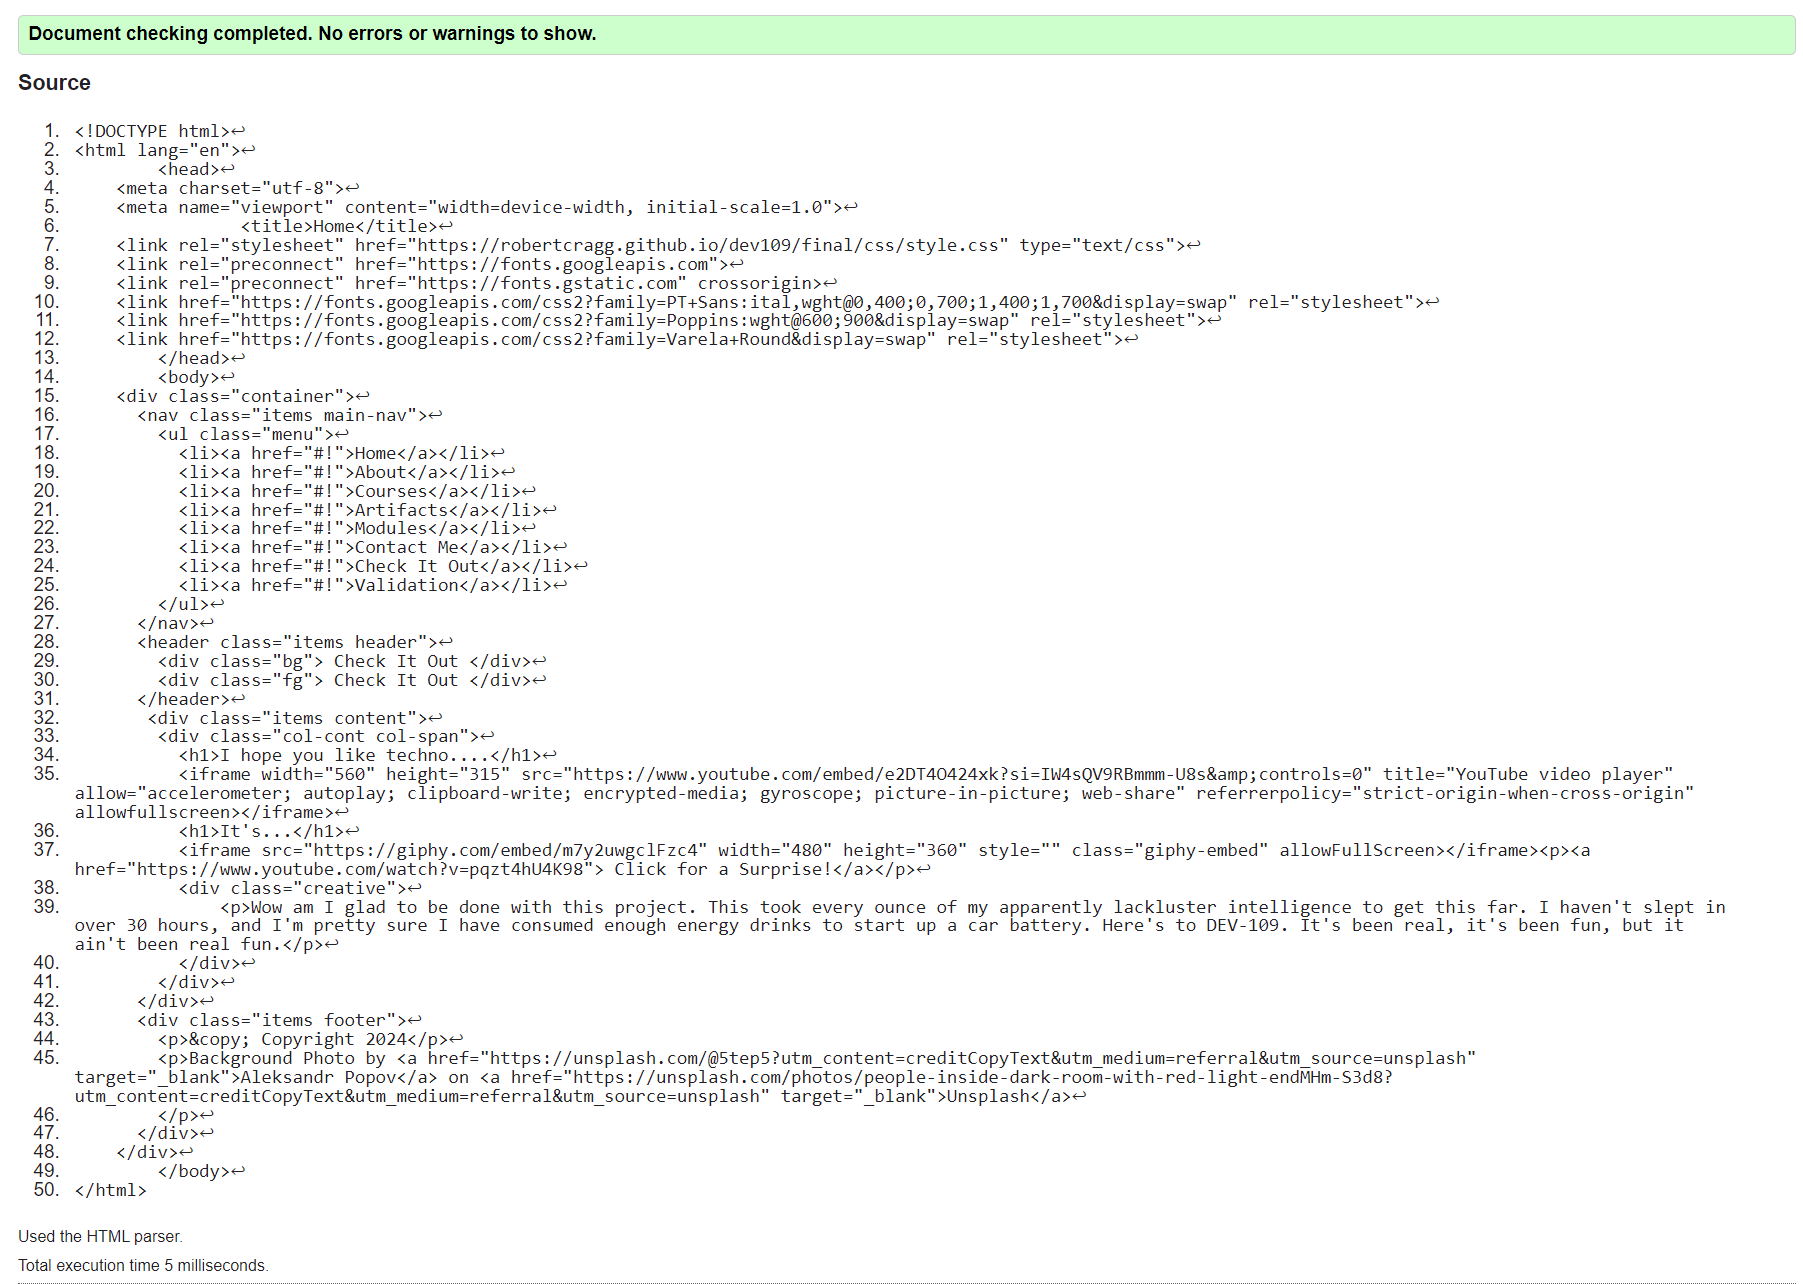 Document checking completed. No errors or warnings to show.
Source
1. <!DOCTYPE html>↩
2. <html lang="en">↩
3. <head>↩
4. <meta charset="utf-8">↩
5. <meta name="viewport" content="width=device-width, initial-scale=1.0">↩
6. <title>Home</title>↩
7. <link rel="stylesheet" href="https://robertcragg.github.io/dev109/final/css/style.css" type="text/css">↩
8. <link rel="preconnect" href="https://fonts.googleapis.com">↩
9. <link rel="preconnect" href="https://fonts.gstatic.com" crossorigin>↩
10. <link href="https://fonts.googleapis.com/css2?family=PT+Sans:ital,wght@0,400;0,700;1,400;1,700&display=swap" rel="stylesheet">↩
11. <link href="https://fonts.googleapis.com/css2?family=Poppins:wght@600;900&display=swap" rel="stylesheet">↩
12. <link href="https://fonts.googleapis.com/css2?family=Varela+Round&display=swap" rel="stylesheet">↩
13. </head>↩
14. <body>↩
15. <div class="container">↩
16. <nav class="items main-nav">↩
17. <ul class="menu">↩
18. <li><a href="#!">Home</a></li>↩
19. <li><a href="#!">About</a></li>↩
20. <li><a href="#!">Courses</a></li>↩
21. <li><a href="#!">Artifacts</a></li>↩
22. <li><a href="#!">Modules</a></li>↩
23. <li><a href="#!">Contact Me</a></li>↩
24. <li><a href="#!">Check It Out</a></li>↩
25. <li><a href="#!">Validation</a></li>↩
26. </ul>↩
27. </nav>↩
28. <header class="items header">↩
29. <div class="bg"> Check It Out </div>↩
30. <div class="fg"> Check It Out </div>↩
31. </header>↩
32. <div class="items content">↩
33. <div class="col-cont col-span">↩
34. <h1>I hope you like techno....</h1>↩
35. <iframe width="560" height="315" src="https://www.youtube.com/embed/e2DT4O424xk?si=IW4sQV9RBmmm-U8s&amp;controls=0" title="YouTube video player"
allow="accelerometer; autoplay; clipboard-write; encrypted-media; gyroscope; picture-in-picture; web-share" referrerpolicy="strict-origin-when-cross-origin"
allowfullscreen></iframe>↩
36. <h1>It's...</h1>↩
37. <iframe src="https://giphy.com/embed/m7y2uwgclFzc4" width="480" height="360" style="" class="giphy-embed" allowFullScreen></iframe><p><a
href="https://www.youtube.com/watch?v=pqzt4hU4K98"> Click for a Surprise!</a></p>↩
38. <div class="creative">↩
39. <p>Wow am I glad to be done with this project. This took every ounce of my apparently lackluster intelligence to get this far. I haven't slept in
over 30 hours, and I'm pretty sure I have consumed enough energy drinks to start up a car battery. Here's to DEV-109. It's been real, it's been fun, but it
ain't been real fun.</p>↩
40. </div>↩
41. </div>↩
42. </div>↩
43. <div class="items footer">↩
44. <p>&copy; Copyright 2024</p>↩
45. <p>Background Photo by <a href="https://unsplash.com/@5tep5?utm_content=creditCopyText&utm_medium=referral&utm_source=unsplash"
target="_blank">Aleksandr Popov</a> on <a href="https://unsplash.com/photos/people-inside-dark-room-with-red-light-endMHm-S3d8?
utm_content=creditCopyText&utm_medium=referral&utm_source=unsplash" target="_blank">Unsplash</a>↩
46. </p>↩
47. </div>↩
48. </div>↩
49. </body>↩
50. </html>
Used the HTML parser.
Total execution time 5 milliseconds.